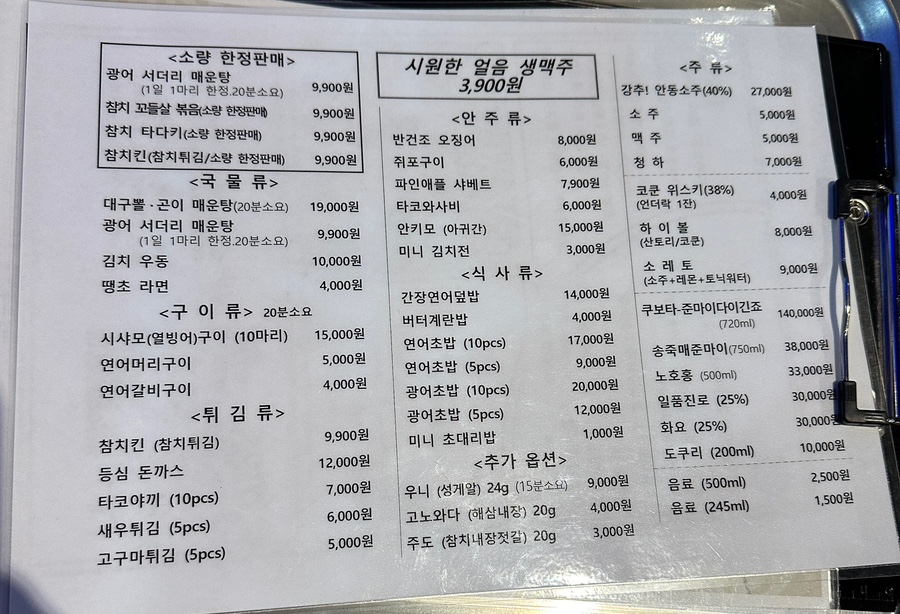 <소량 한정판매>
광어 서더리 매운탕
(1일 1마리 한정.20분소요) 9,900원
참치 꼬들살 볶음(소량 한정판매) 9,900원
참치 타다키(소량 한정판매) 9,900원
참치킨(참치튀김/소량 한정판매) 9,900원
<국 물 류>
대구뽈·곤이 매운탕(20분소요) 19,000원
광어 서더리 매운탕
(1일 1마리 한정.20분소요) 9,900원
김치 우동 10,000원
땡초 라면 4,000원
<구 이 류> 20분소요
시샤모(열빙어)구이 (10마리) 15,000원
연어머리구이 5,000원
연어갈비구이 4,000원
<튀 김 류>
참치킨 (참치튀김) 9,900원
등심 돈까스 12,000원
타코야끼 (10pcs) 7,000원
새우튀김 (5pcs) 6,000원
고구마튀김 (5pcs) 5,000원
시원한 얼음 생맥주
3,900원
<안 주 류>
반건조 오징어 8,000원
쥐포구이 6,000원
파인애플 샤베트 7,900원
타코와사비 6,000원
안키모 (아귀간) 15,000원
미니 김치전 3,000원
<식 사 류>
간장연어덮밥 14,000원
버터계란밥 4,000원
연어초밥 (10pcs) 17,000원
연어초밥 (5pcs) 9,000원
광어초밥 (10pcs) 20,000원
광어초밥 (5pcs) 12,000원
미니 초대리밥 1,000원
<추가 옵션>
우니 (성게알) 24g (15분소요) 9,000원
고노와다 (해삼내장) 20g 4,000원
주도 (참치내장젓갈) 20g 3,000원
<주 류>
강추! 안동소주(40%) 27,000원
소 주 5,000원
맥 주 5,000원
청 하 7,000원
코쿤 위스키(38%) 4,000원
(언더락 1잔)
하 이 볼 8,000원
(산토리/코쿤)
소 레 토 9,000원
(소주+레몬+토닉워터)
쿠보타-준마이다이긴죠 140,000원
(720ml)
송죽매준마이(750ml) 38,000원
노호홍 (500ml) 33,000원
일품진로 (25%) 30,000원
화요 (25%) 30,000원
도쿠리 (200ml) 10,000원
음료 (500ml) 2,500원
음료 (245ml) 1,500원